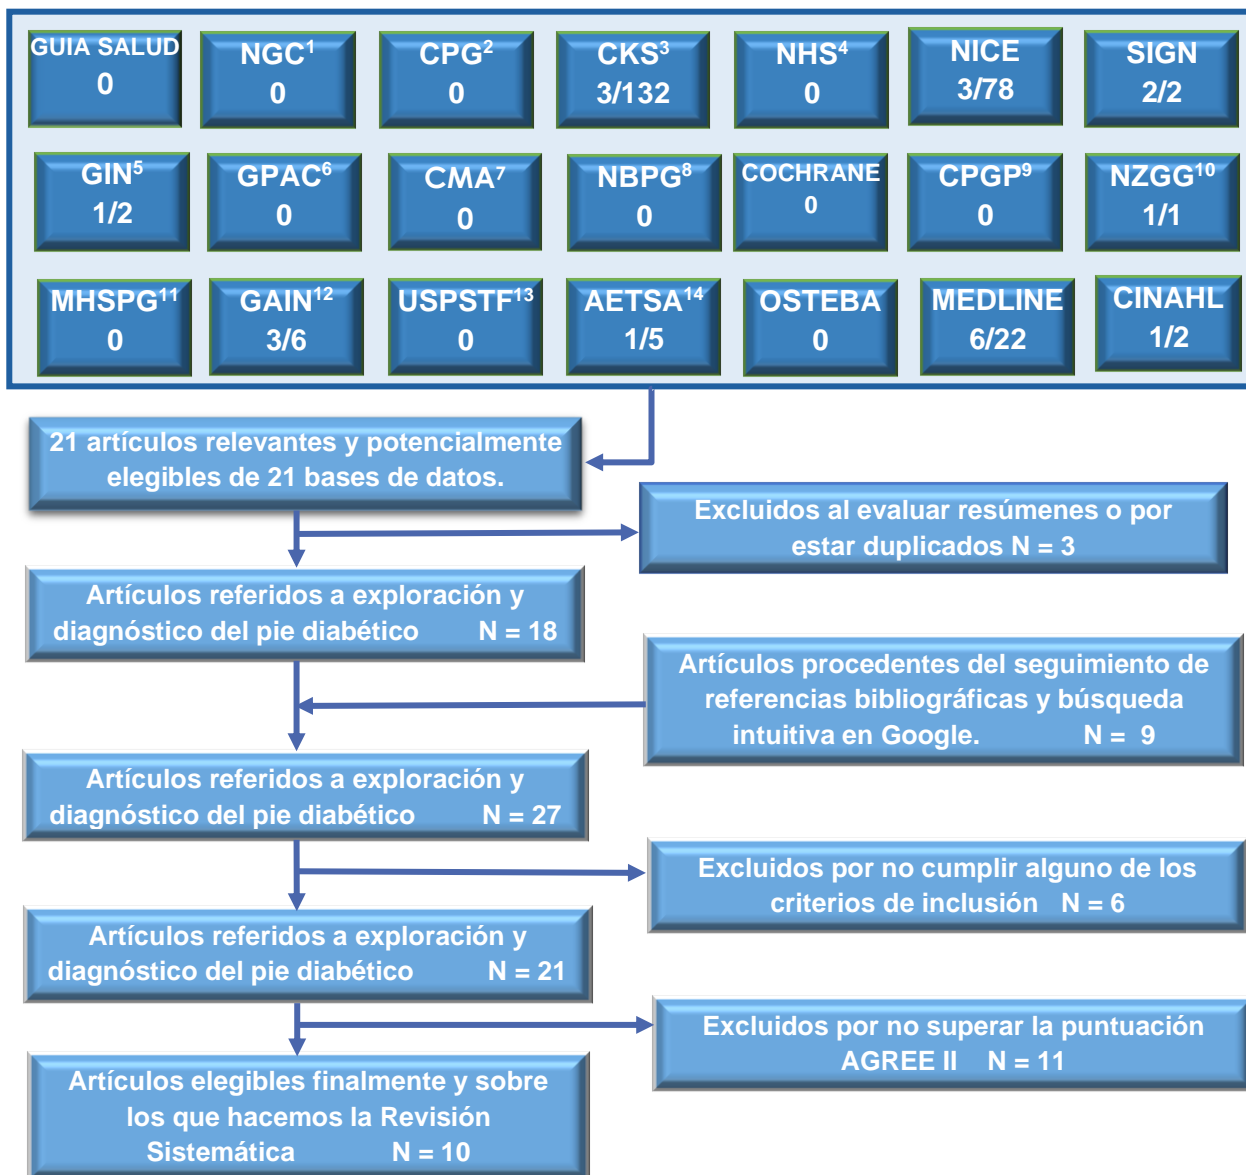 GUIA SALUD
0
NGC¹
0
CPG²
0
CKS³
3/132
NHS⁴
0
NICE
3/78
SIGN
2/2
GIN⁵
1/2
GPAC⁶
0
CMA⁷
0
NBPG⁸
0
COCHRANE
0
CPGP⁹
0
NZGG¹⁰
1/1
MHSPG¹¹
0
GAIN¹²
3/6
USPSTF¹³
0
AETSA¹⁴
1/5
OSTEBA
0
MEDLINE
6/22
CINAHL
1/2
21 artículos relevantes y potencialmente
elegibles de 21 bases de datos.
Excluidos al evaluar resúmenes o por
estar duplicados N = 3
Artículos referidos a exploración y
diagnóstico del pie diabético N = 18
Artículos procedentes del seguimiento de
referencias bibliográficas y búsqueda
intuitiva en Google. N = 9
Artículos referidos a exploración y
diagnóstico del pie diabético N = 27
Excluidos por no cumplir alguno de los
criterios de inclusión N = 6
Artículos referidos a exploración y
diagnóstico del pie diabético N = 21
Excluidos por no superar la puntuación
AGREE II N = 11
Artículos elegibles finalmente y sobre
los que hacemos la Revisión
Sistemática N = 10